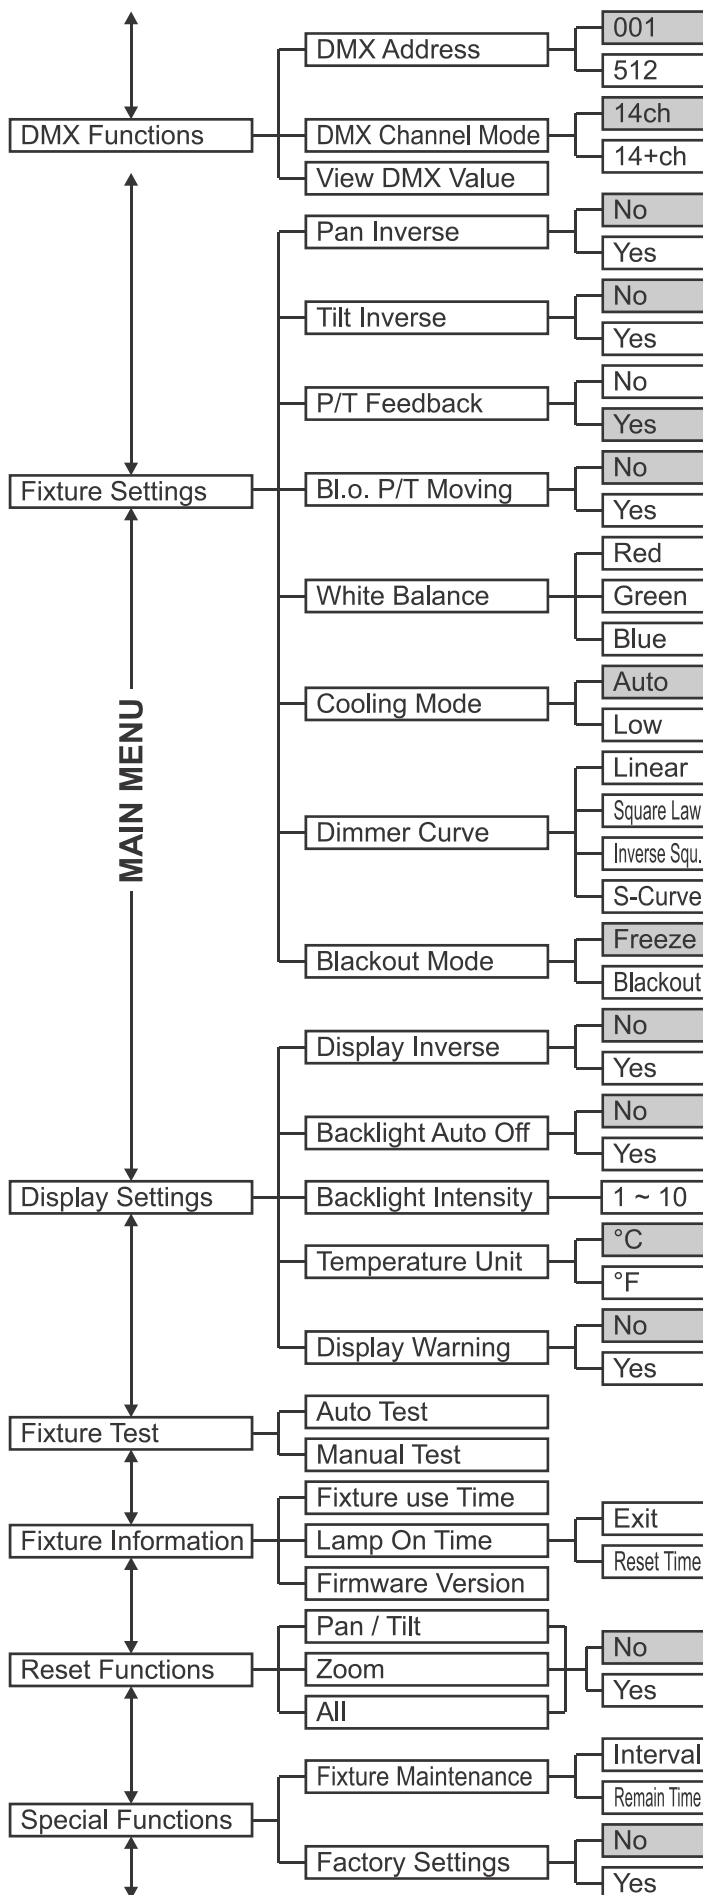 DMX Functions
DMX Address
001
512
DMX Channel Mode
14ch
14+ch
View DMX Value
MAIN MENU
Fixture Settings
Pan Inverse
No
Yes
Tilt Inverse
No
Yes
P/T Feedback
No
Yes
Bl.o. P/T Moving
No
Yes
White Balance
Red
Green
Blue
Cooling Mode
Auto
Low
Dimmer Curve
Linear
Square Law
Inverse Squ.
S-Curve
Blackout Mode
Freeze
Blackout
Display Settings
Display Inverse
No
Yes
Backlight Auto Off
No
Yes
Backlight Intensity
1 ~ 10
Temperature Unit
°C
°F
Display Warning
No
Yes
Fixture Test
Auto Test
Manual Test
Fixture Information
Fixture use Time
Lamp On Time
Exit
Reset Time
Firmware Version
Reset Functions
Pan / Tilt
Zoom
All
No
Yes
Special Functions
Fixture Maintenance
Interval
Remain Time
Factory Settings
No
Yes